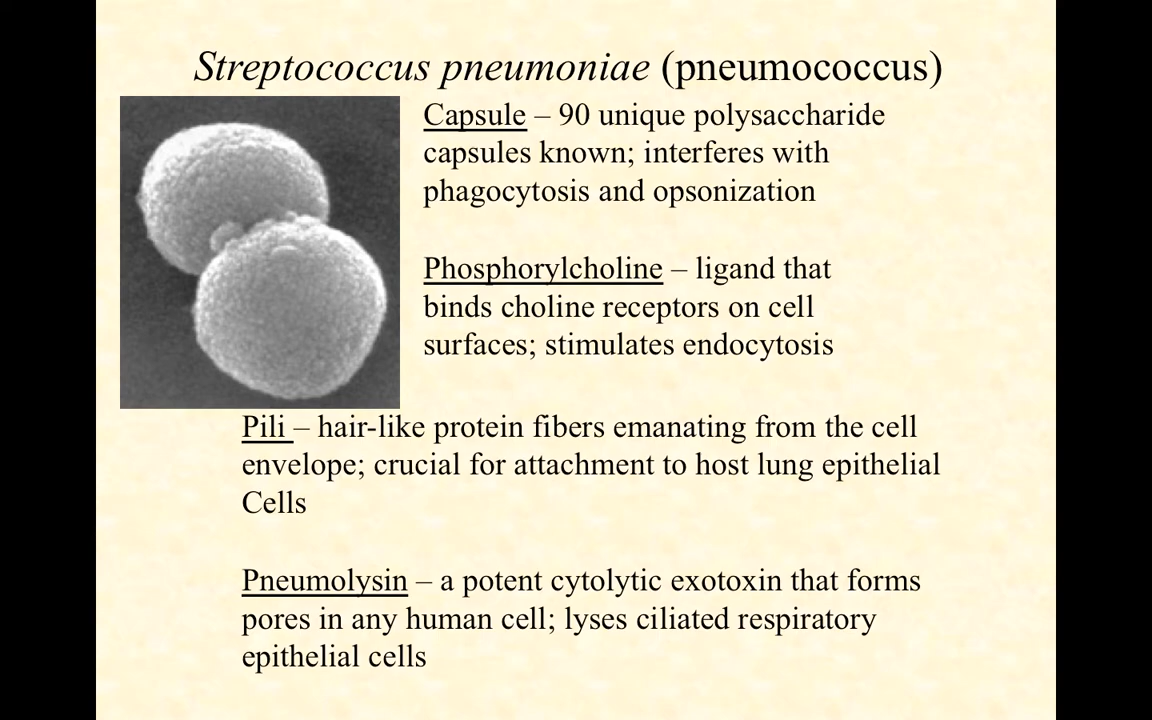 Streptococcus pneumoniae (pneumococcus)
Capsule – 90 unique polysaccharide
capsules known; interferes with
phagocytosis and opsonization
Phosphorylcholine – ligand that
binds choline receptors on cell
surfaces; stimulates endocytosis
Pili – hair-like protein fibers emanating from the cell
envelope; crucial for attachment to host lung epithelial
Cells
Pneumolysin – a potent cytolytic exotoxin that forms
pores in any human cell; lyses ciliated respiratory
epithelial cells